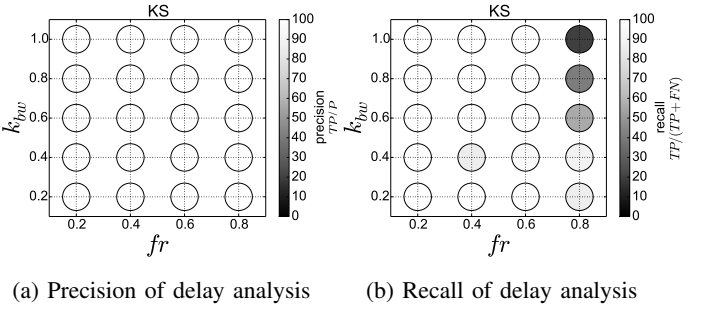 KS
1.0
0.8
0.6
0.4
0.2
k_bw
0.2 0.4 0.6 0.8
fr
100
90
80
70
60
50
40
30
20
10
0
precision
TP/P
KS
1.0
0.8
0.6
0.4
0.2
k_bw
0.2 0.4 0.6 0.8
fr
100
90
80
70
60
50
40
30
20
10
0
recall
TP/(TP+FN)
(a) Precision of delay analysis
(b) Recall of delay analysis